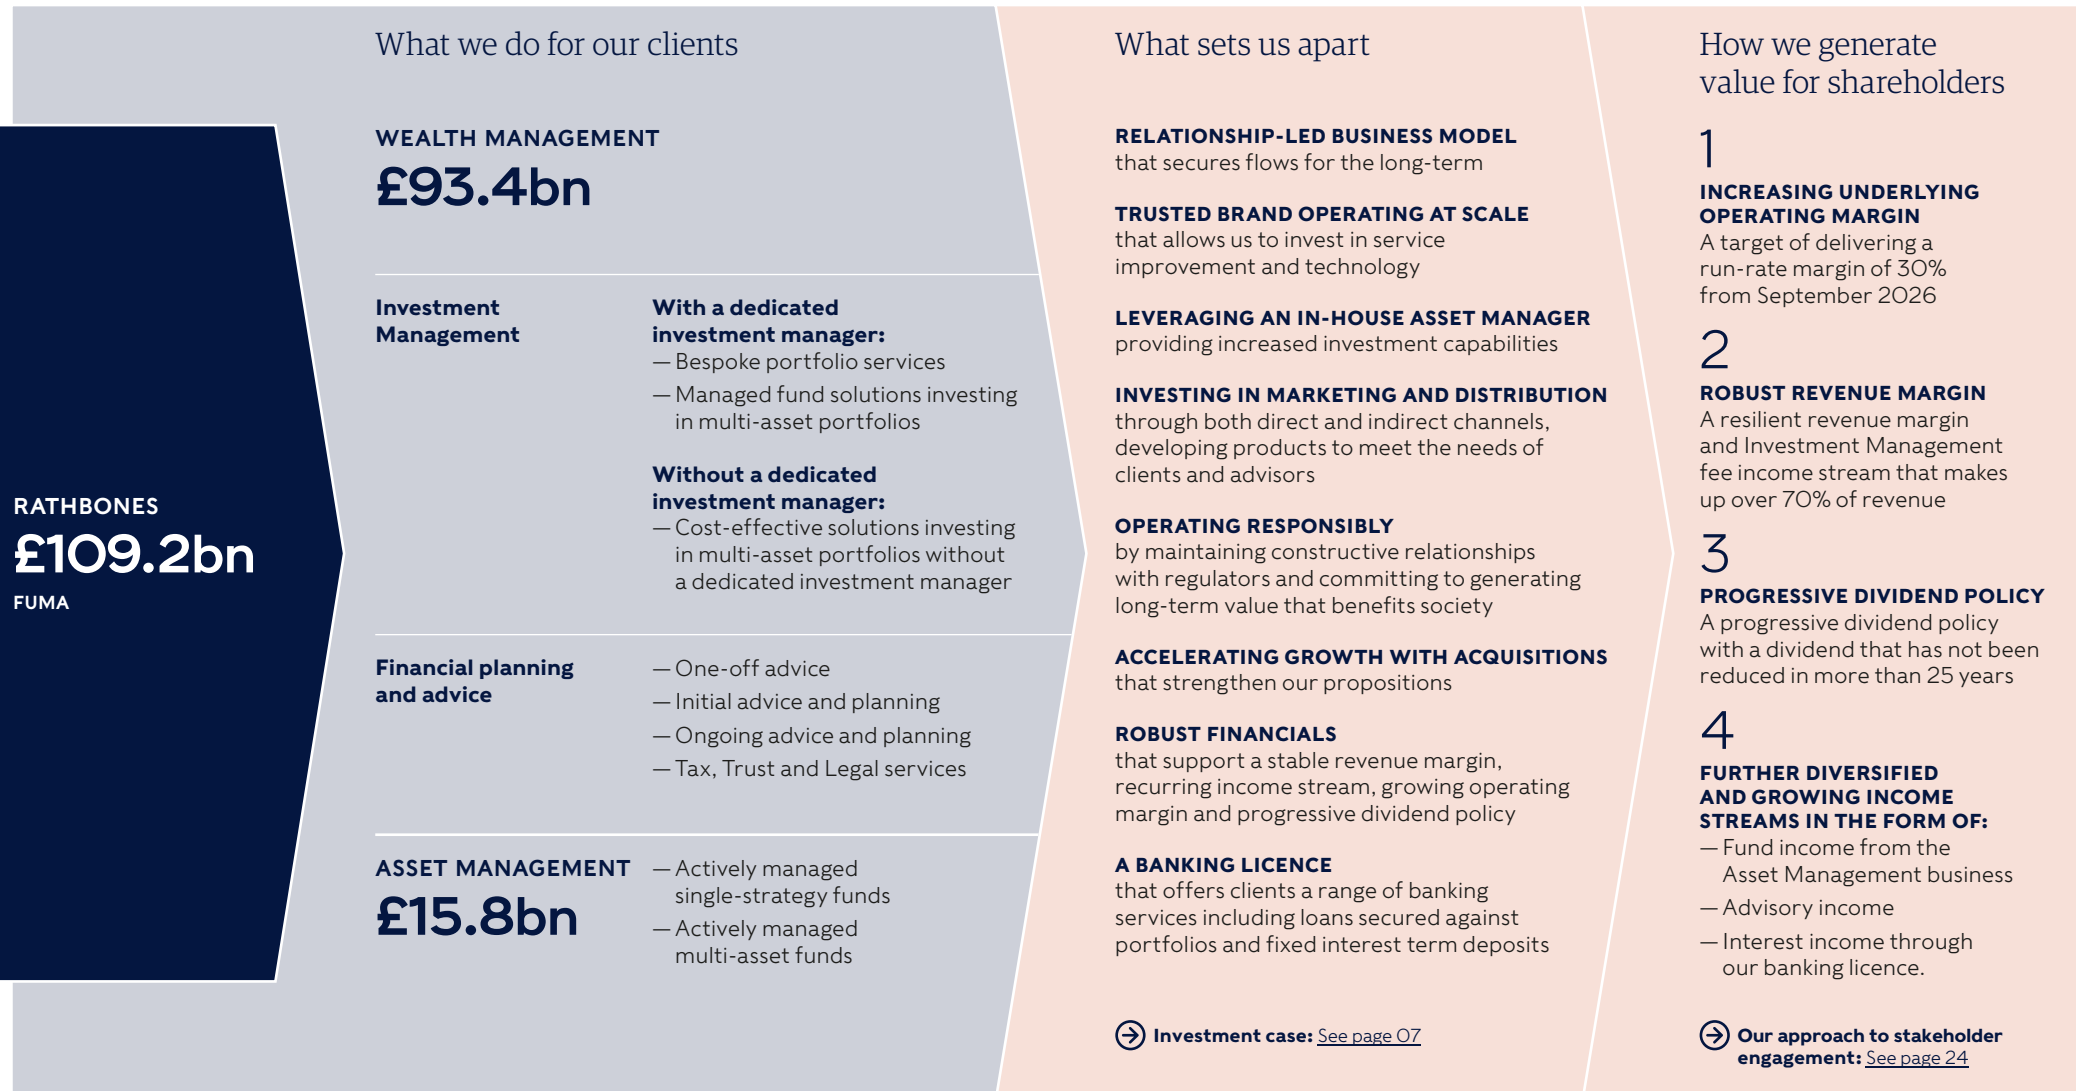 RATHBONES
£109.2bn
FUMA
What we do for our clients
WEALTH MANAGEMENT
£93.4bn
Investment
Management
With a dedicated
investment manager:
— Bespoke portfolio services
— Managed fund solutions investing
in multi-asset portfolios
Without a dedicated
investment manager:
— Cost-effective solutions investing
in multi-asset portfolios without
a dedicated investment manager
Financial planning
and advice
— One-off advice
— Initial advice and planning
— Ongoing advice and planning
— Tax, Trust and Legal services
ASSET MANAGEMENT
£15.8bn
— Actively managed
single-strategy funds
— Actively managed
multi-asset funds
What sets us apart
RELATIONSHIP-LED BUSINESS MODEL
that secures flows for the long-term
TRUSTED BRAND OPERATING AT SCALE
that allows us to invest in service
improvement and technology
LEVERAGING AN IN-HOUSE ASSET MANAGER
providing increased investment capabilities
INVESTING IN MARKETING AND DISTRIBUTION
through both direct and indirect channels,
developing products to meet the needs of
clients and advisors
OPERATING RESPONSIBLY
by maintaining constructive relationships
with regulators and committing to generating
long-term value that benefits society
ACCELERATING GROWTH WITH ACQUISITIONS
that strengthen our propositions
ROBUST FINANCIALS
that support a stable revenue margin,
recurring income stream, growing operating
margin and progressive dividend policy
A BANKING LICENCE
that offers clients a range of banking
services including loans secured against
portfolios and fixed interest term deposits
Investment case: See page 07
How we generate
value for shareholders
1
INCREASING UNDERLYING
OPERATING MARGIN
A target of delivering a
run-rate margin of 30%
from September 2026
2
ROBUST REVENUE MARGIN
A resilient revenue margin
and Investment Management
fee income stream that makes
up over 70% of revenue
3
PROGRESSIVE DIVIDEND POLICY
A progressive dividend policy
with a dividend that has not been
reduced in more than 25 years
4
FURTHER DIVERSIFIED
AND GROWING INCOME
STREAMS IN THE FORM OF:
— Fund income from the
Asset Management business
— Advisory income
— Interest income through
our banking licence.
Our approach to stakeholder
engagement: See page 24